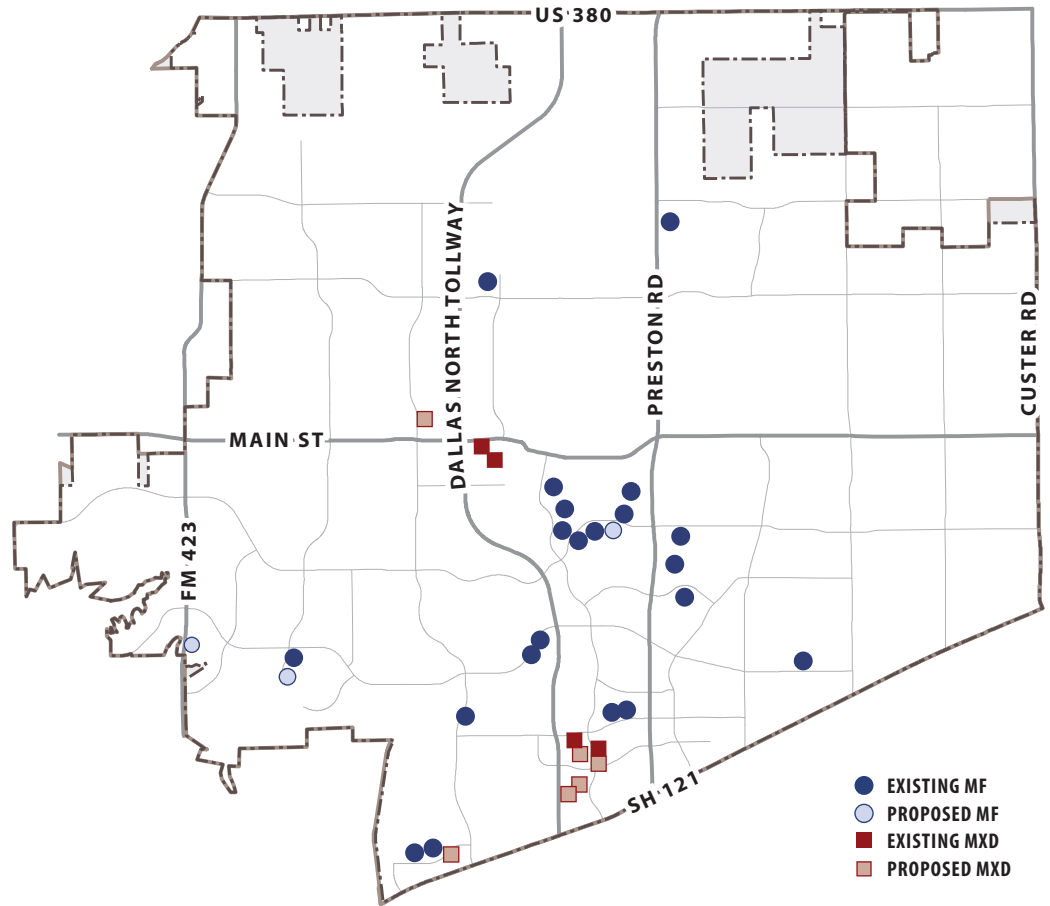 US 380
DALLAS NORTH TOLLWAY
PRESTON RD
CUSTER RD
MAIN ST
FM 423
SH 121
EXISTING MF
PROPOSED MF
EXISTING MXD
PROPOSED MXD